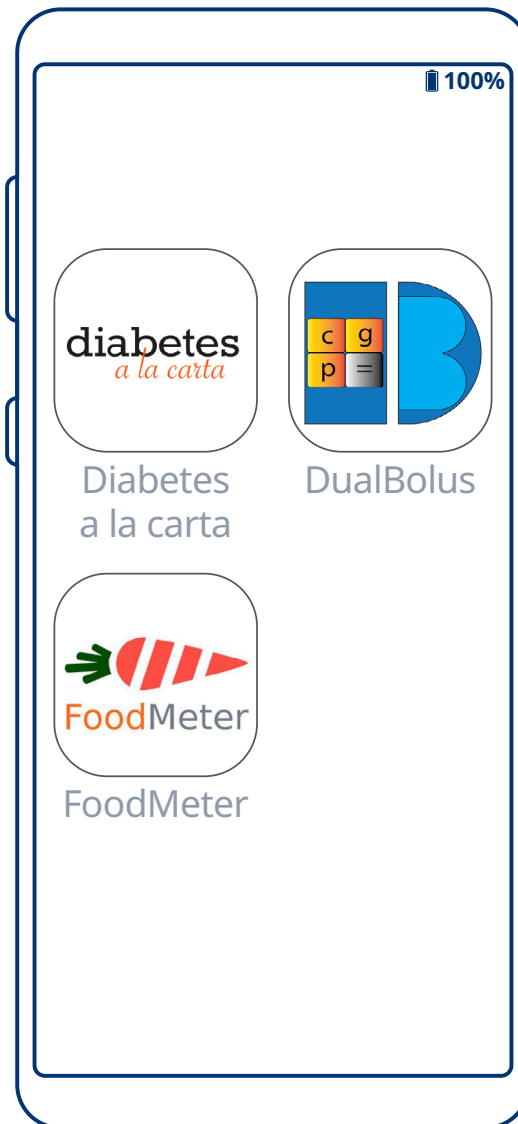 100%
diabetes
a la carta
c g
p =
Diabetes
a la carta
DualBolus
FoodMeter
FoodMeter